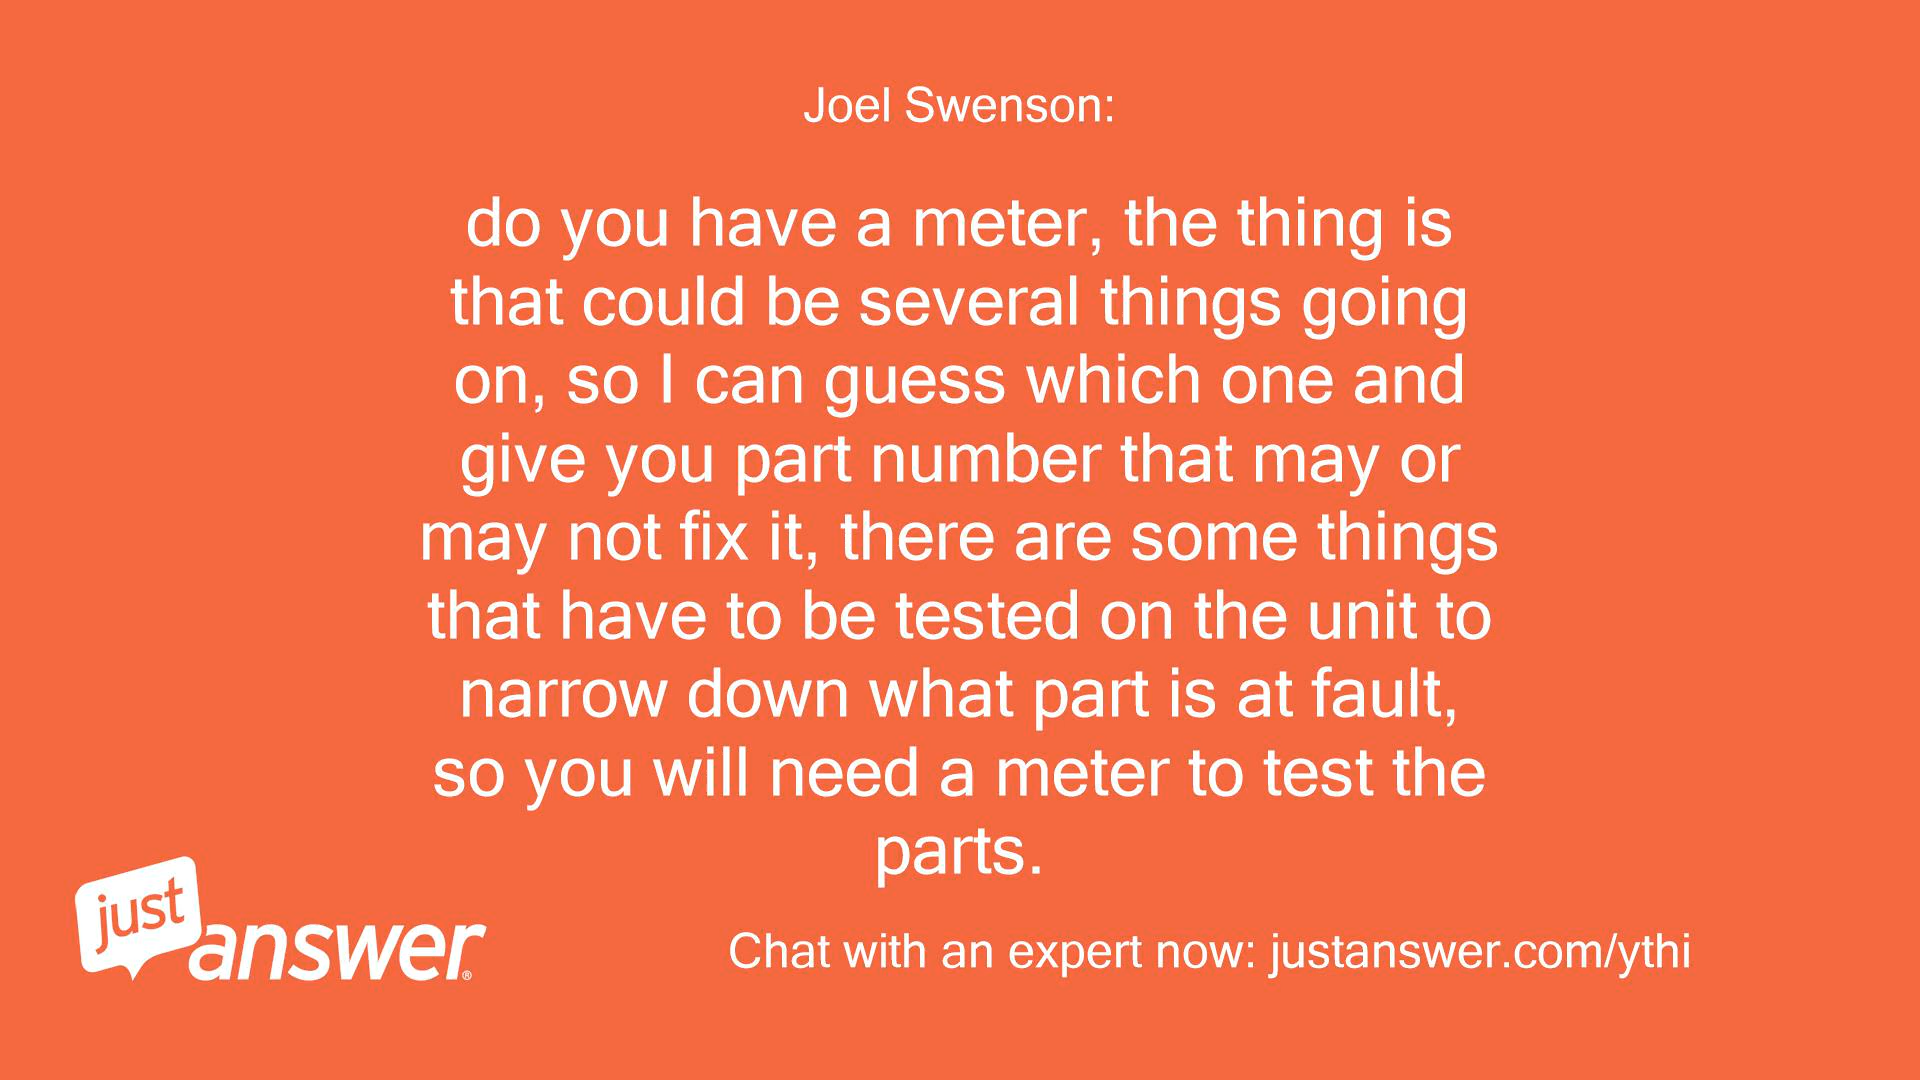 Joel Swenson:
do you have a meter, the thing is
that could be several things going
on, so I can guess which one and
give you part number that may or
may not fix it, there are some things
that have to be tested on the unit to
narrow down what part is at fault,
so you will need a meter to test the
parts.
just
answer®
Chat with an expert now: justanswer.com/ythi